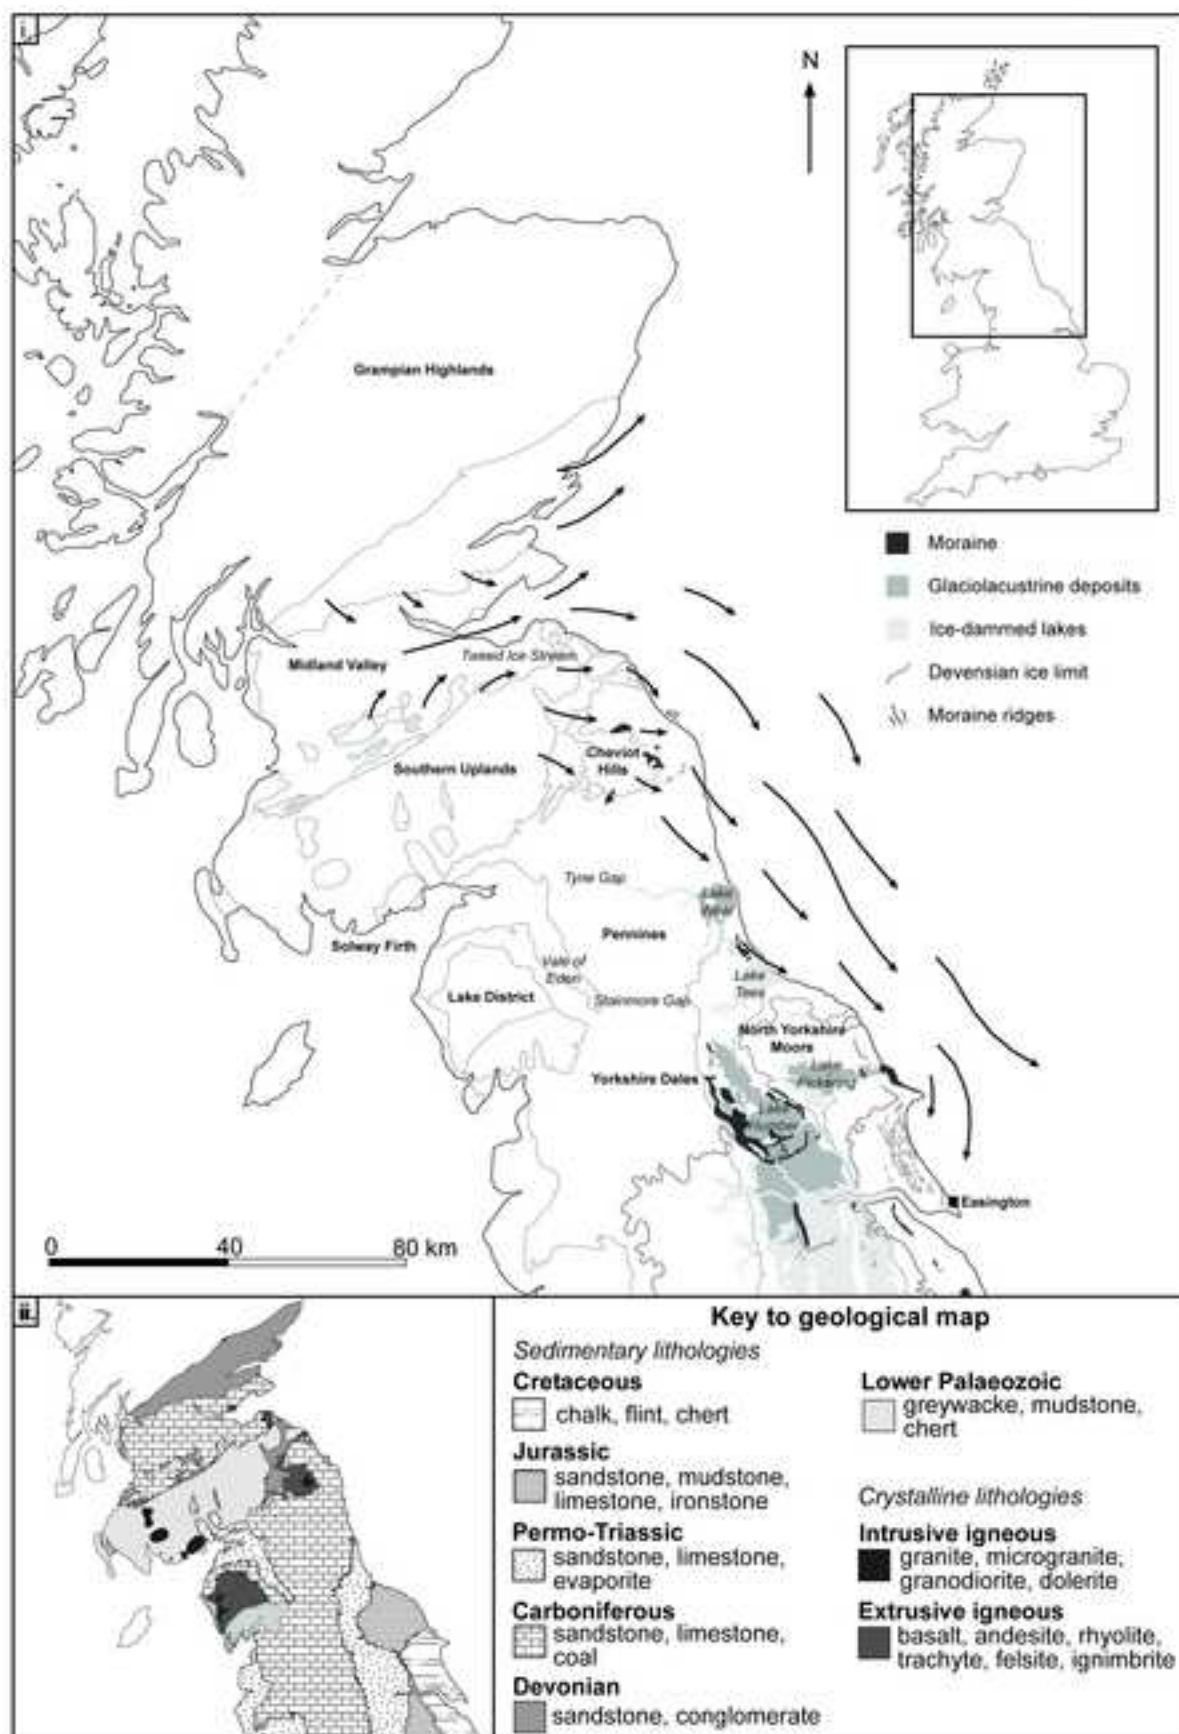 i.
N
Grampian Highlands
Moraine
Glaciolacustrine deposits
Ice-dammed lakes
Devensian ice limit
Moraine ridges
Midland Valley
Tweed Ice Stream
Southern Uplands
Cheviot
Hills
Tyne Gap
Lake
Wear
Solway Firth
Pennines
Vale of
Eden
Lake District
Stainmore Gap
Lake
Tees
North Yorkshire
Moors
Lake
Pickering
Yorkshire Dales
Lake
Humber
Easington
0 40 80 km
ii.
Key to geological map
Sedimentary lithologies
Cretaceous
chalk, flint, chert
Jurassic
sandstone, mudstone,
limestone, ironstone
Permo-Triassic
sandstone, limestone,
evaporite
Carboniferous
sandstone, limestone,
coal
Devonian
sandstone, conglomerate
Lower Palaeozoic
greywacke, mudstone,
chert
Crystalline lithologies
Intrusive igneous
granite, microgranite,
granodiorite, dolerite
Extrusive igneous
basalt, andesite, rhyolite,
trachyte, felsite, ignimbrite